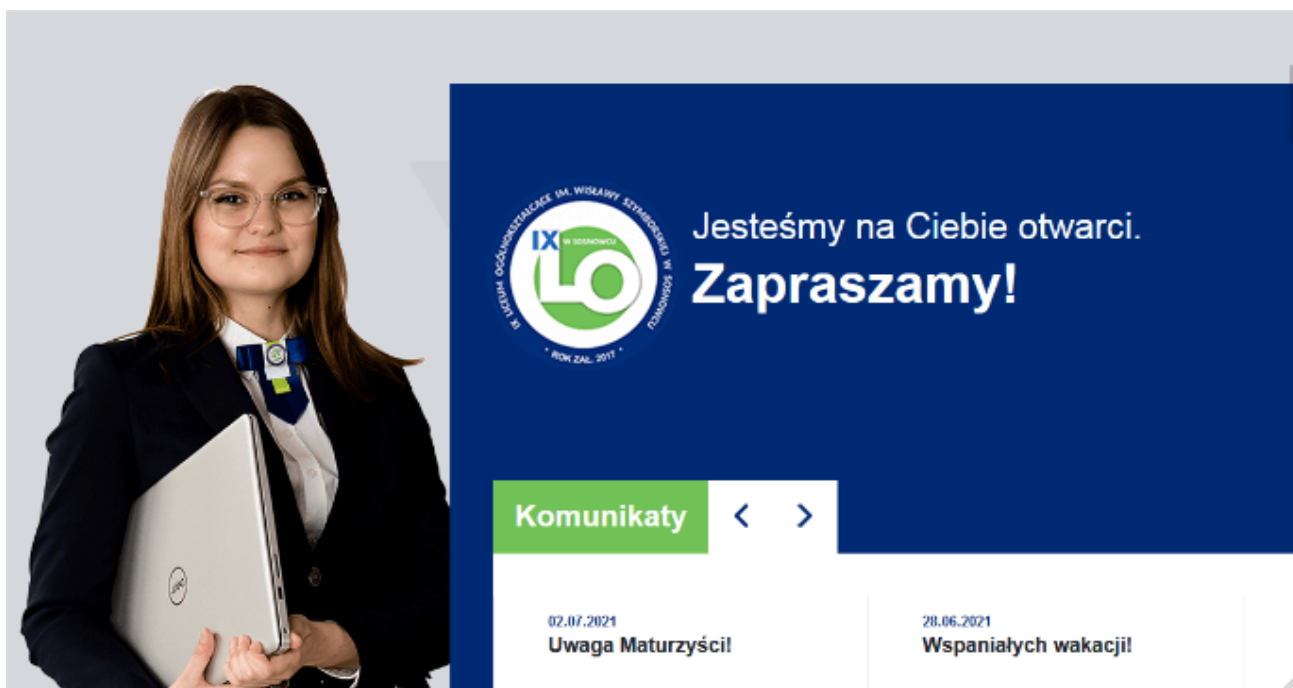 IX LICEUM OGÓLNOKSZTAŁCĄCE IM. WISŁAWY SZYMBORSKIEJ W SOSNOWCU
IX
W SOSNOWCU
LO
• ROK ZAŁ. 2017 •
Jesteśmy na Ciebie otwarci.
Zapraszamy!
Komunikaty
02.07.2021
Uwaga Maturzyści!
28.06.2021
Wspaniałych wakacji!
DELL